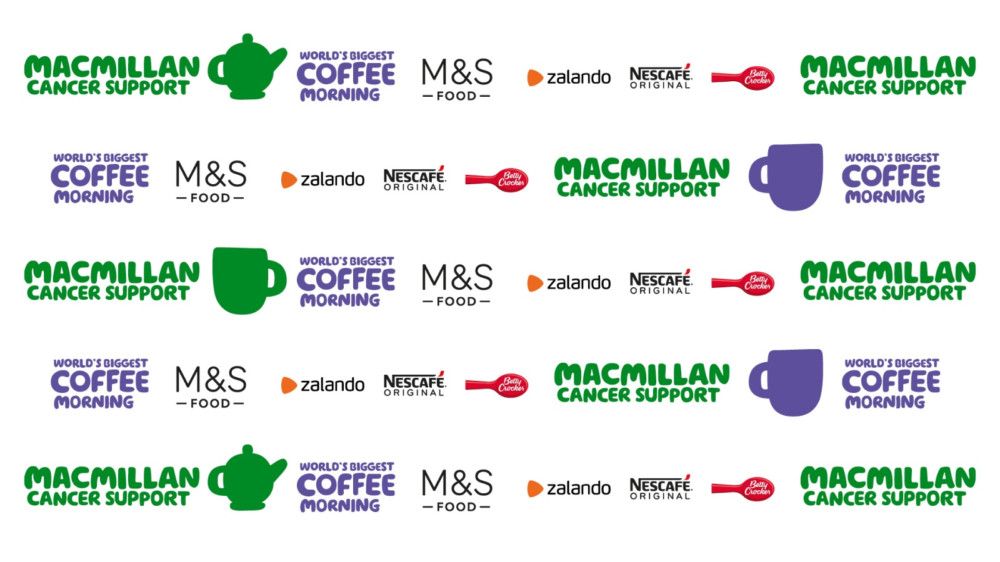 MACMILLAN
CANCER SUPPORT
WORLD'S BIGGEST
COFFEE
MORNING
M&S
FOOD
zalando
NESCAFÉ.
ORIGINAL
Betty
Crocker
MACMILLAN
CANCER SUPPORT
WORLD'S BIGGEST
COFFEE
MORNING
M&S
FOOD
zalando
NESCAFÉ.
ORIGINAL
Betty
Crocker
MACMILLAN
CANCER SUPPORT
WORLD'S BIGGEST
COFFEE
MORNING
MACMILLAN
CANCER SUPPORT
WORLD'S BIGGEST
COFFEE
MORNING
M&S
FOOD
zalando
NESCAFÉ.
ORIGINAL
Betty
Crocker
MACMILLAN
CANCER SUPPORT
WORLD'S BIGGEST
COFFEE
MORNING
M&S
FOOD
zalando
NESCAFÉ.
ORIGINAL
Betty
Crocker
MACMILLAN
CANCER SUPPORT
WORLD'S BIGGEST
COFFEE
MORNING
MACMILLAN
CANCER SUPPORT
WORLD'S BIGGEST
COFFEE
MORNING
M&S
FOOD
zalando
NESCAFÉ.
ORIGINAL
Betty
Crocker
MACMILLAN
CANCER SUPPORT